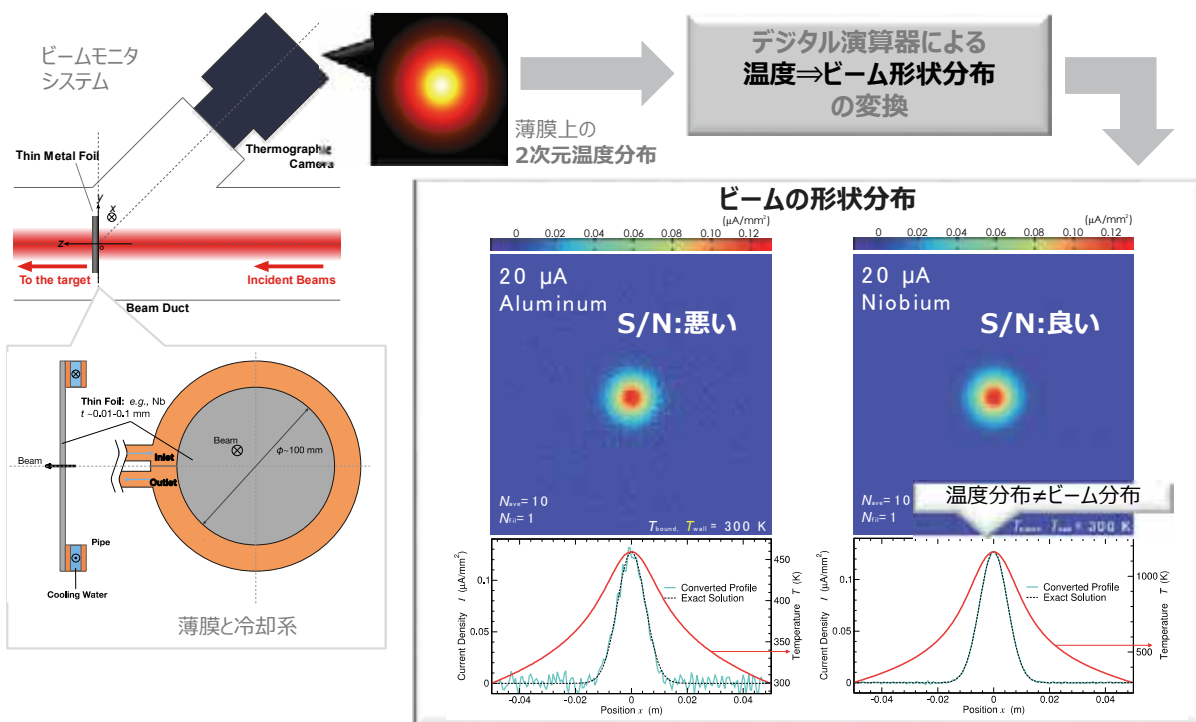 ビームモニタ
システム
Thin Metal Foil
Thermographic
Camera
y
x
z
o
To the target
Incident Beams
Beam Duct
薄膜上の
2次元温度分布
デジタル演算器による
温度⇒ビーム形状分布
の変換
Thin Foil: e.g., Nb
t ~0.01-0.1 mm
Beam
Inlet
Outlet
Beam
φ~100 mm
Pipe
Cooling Water
薄膜と冷却系
ビームの形状分布
(μA/mm²)
0 0.04 0.06 0.08 0.10 0.12
20 μA
Aluminum
S/N:悪い
Nave = 10
Nfil = 1
Tbound, Twall = 300 K
Current Density I (μA/mm²)
0.1
0.05
0
Converted Profile
Exact Solution
450
400
350
300
Temperature T (K)
-0.04 -0.02 0 0.02 0.04
Position x (m)
(μA/mm²)
0 0.04 0.06 0.08 0.10 0.12
20 μA
Niobium
S/N:良い
Nave = 10
Nfil = 1
温度分布≠ビーム分布
Tbound, Twall = 300 K
Current Density I (μA/mm²)
0.1
0.05
0
Converted Profile
Exact Solution
1000
500
Temperature T (K)
-0.04 -0.02 0 0.02 0.04
Position x (m)